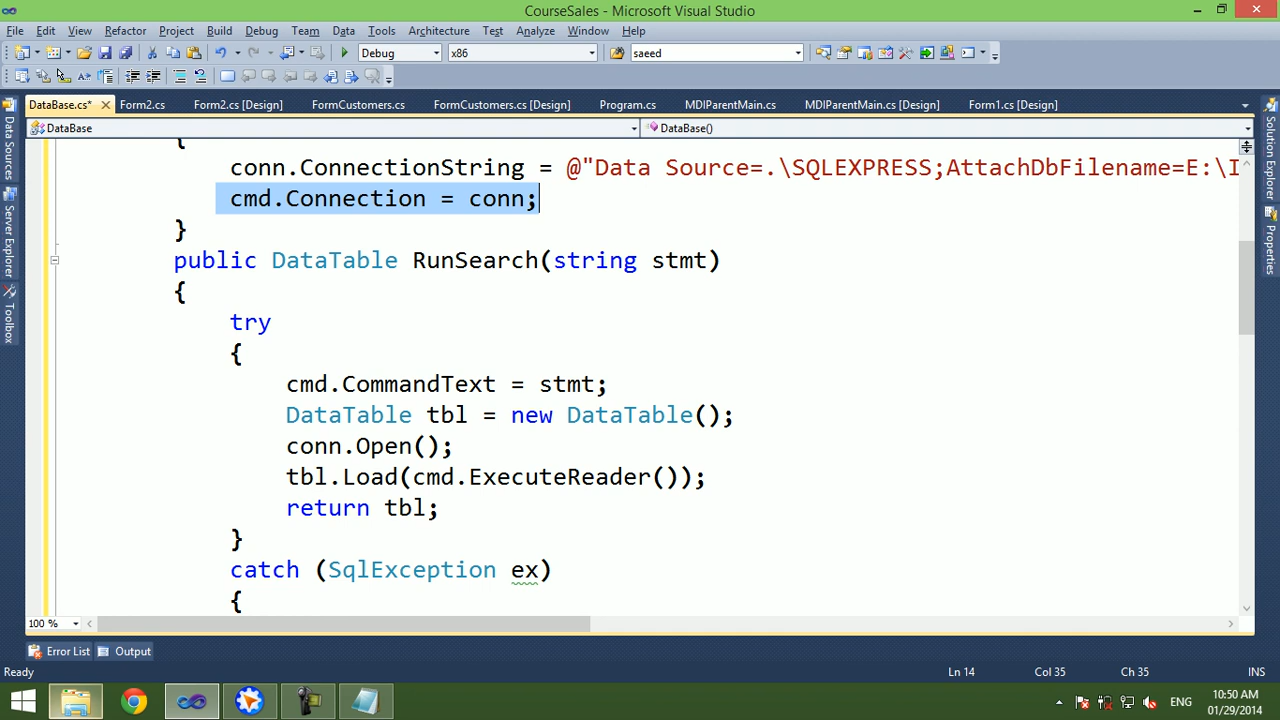 CourseSales - Microsoft Visual Studio
File Edit View Refactor Project Build Debug Team Data Tools Architecture Test Analyze Window Help
Debug x86 saeed
DataBase.cs* Form2.cs Form2.cs [Design] FormCustomers.cs FormCustomers.cs [Design] Program.cs MDIParentMain.cs MDIParentMain.cs [Design] Form1.cs [Design]
DataBase DataBase()
Data Sources
Server Explorer
Toolbox
Solution Explorer
Properties
{
conn.ConnectionString = @"Data Source=.\SQLEXPRESS;AttachDbFilename=E:\I
cmd.Connection = conn;
}
public DataTable RunSearch(string stmt)
{
try
{
cmd.CommandText = stmt;
DataTable tbl = new DataTable();
conn.Open();
tbl.Load(cmd.ExecuteReader());
return tbl;
}
catch (SqlException ex)
{
100 %
Error List Output
Ready Ln 14 Col 35 Ch 35 INS
ENG 10:50 AM
01/29/2014